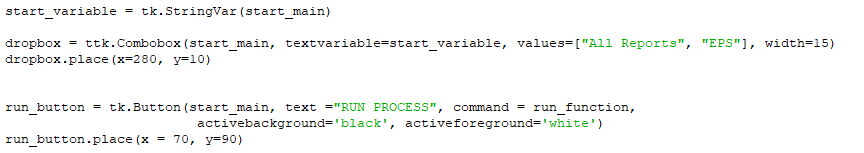 start_variable = tk.StringVar(start_main)
dropbox = ttk.Combobox(start_main, textvariable=start_variable, values=["All Reports", "EPS"], width=15)
dropbox.place(x=280, y=10)
run_button = tk.Button(start_main, text ="RUN PROCESS", command = run_function,
activebackground='black', activeforeground='white')
run_button.place(x = 70, y=90)